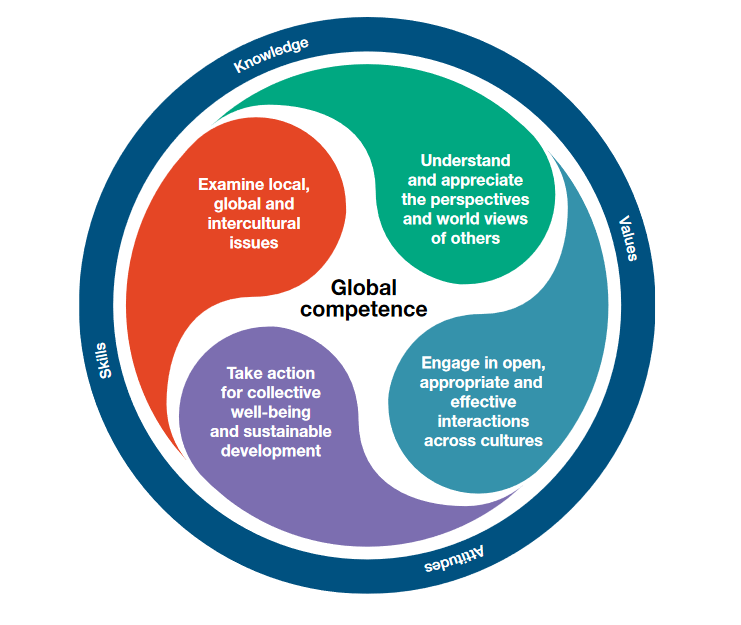 Knowledge
Understand
and appreciate
the perspectives
and world views
of others
Examine local,
global and
intercultural
issues
Values
Global
competence
Skills
Take action
for collective
well-being
and sustainable
development
Engage in open,
appropriate and
effective
interactions
across cultures
Attitudes